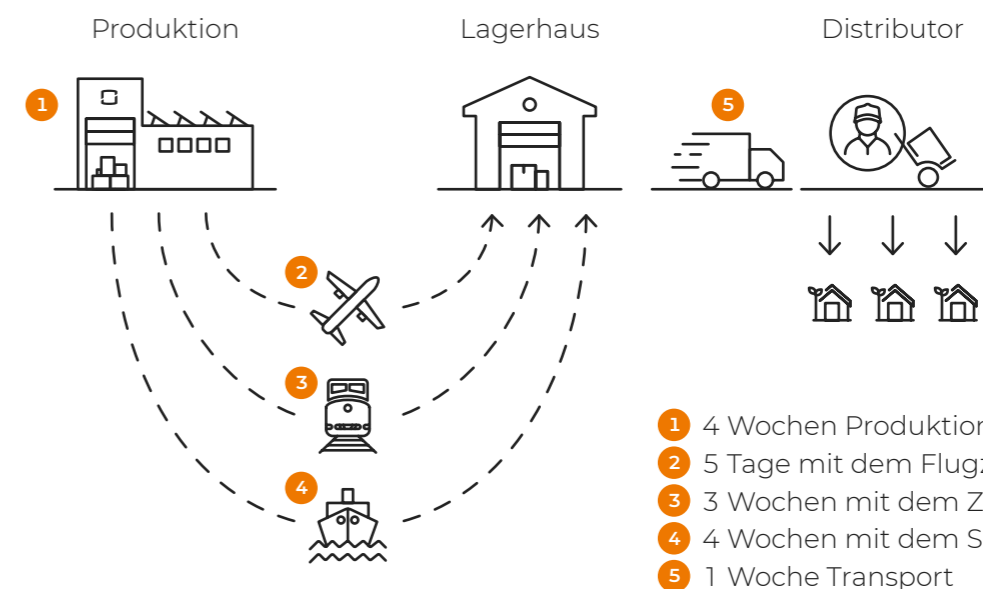 Produktion Lagerhaus Distributor
1
5
2
3
4
1 4 Wochen Produktion
2 5 Tage mit dem Flugz
3 3 Wochen mit dem Z
4 4 Wochen mit dem S
5 1 Woche Transport